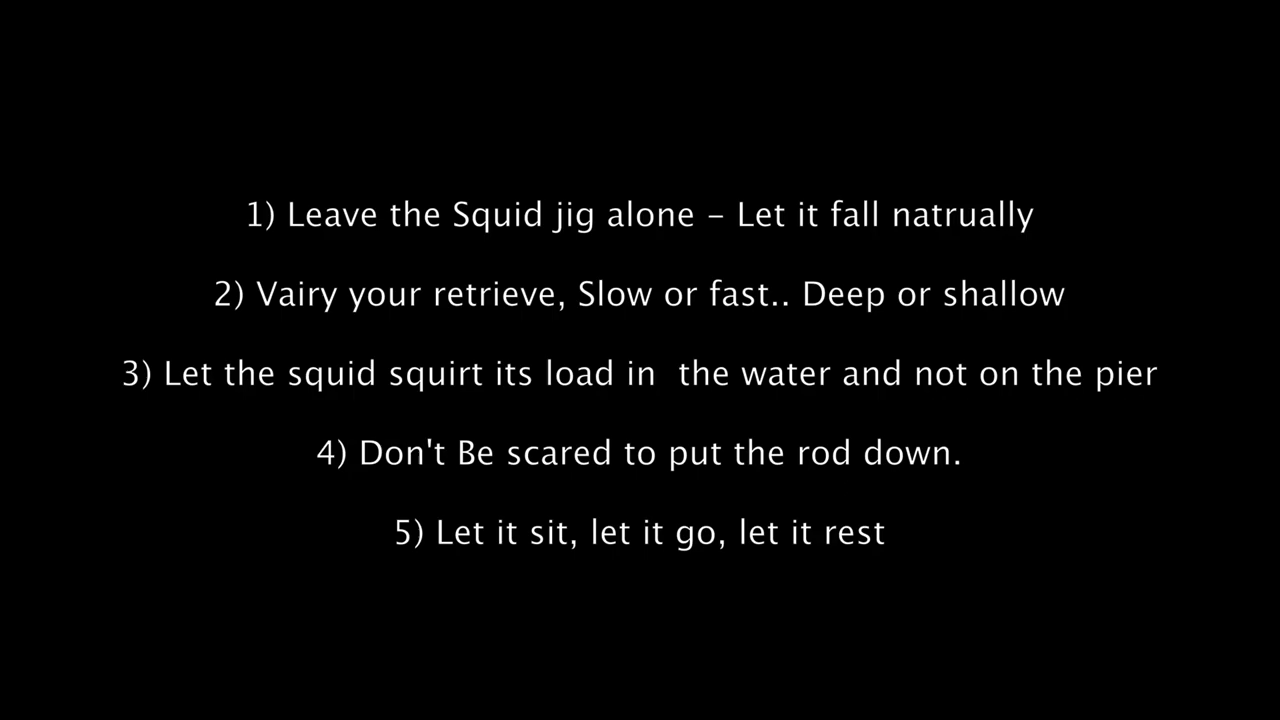 1) Leave the Squid jig alone – Let it fall natrually
2) Vairy your retrieve, Slow or fast.. Deep or shallow
3) Let the squid squirt its load in  the water and not on the pier
4) Don't Be scared to put the rod down.
5) Let it sit, let it go, let it rest